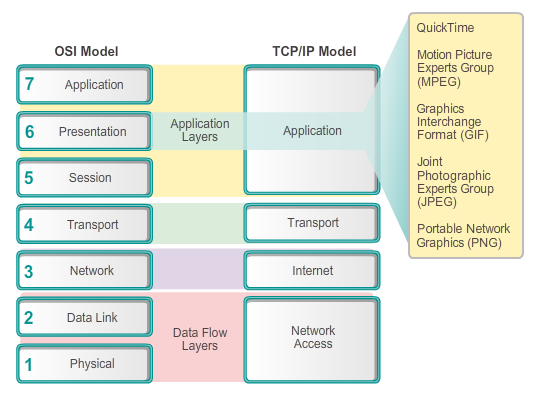 OSI Model
TCP/IP Model
7 Application
6 Presentation
5 Session
4 Transport
3 Network
2 Data Link
1 Physical
Application
Layers
Data Flow
Layers
Application
Transport
Internet
Network
Access
QuickTime
Motion Picture
Experts Group
(MPEG)
Graphics
Interchange
Format (GIF)
Joint
Photographic
Experts Group
(JPEG)
Portable Network
Graphics (PNG)